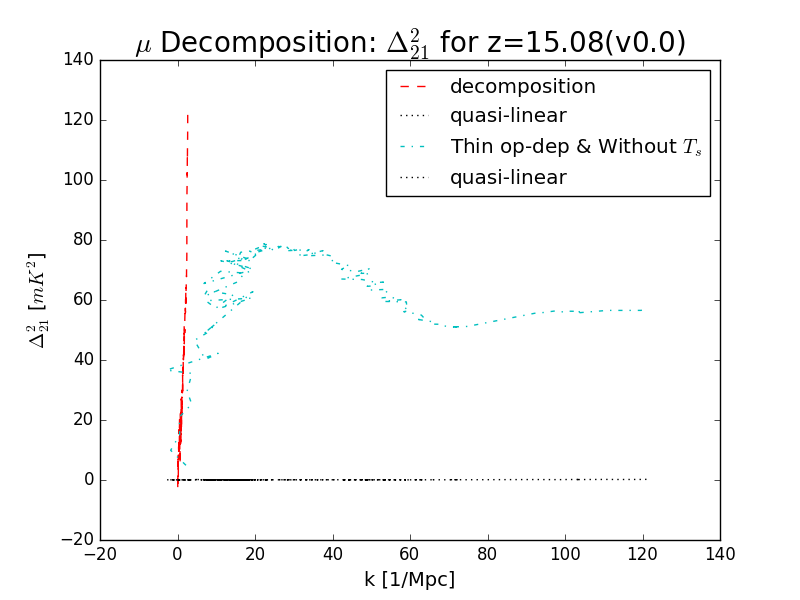 μ Decomposition: Δ²₂₁ for z=15.08(v0.0)
140
decomposition
quasi-linear
Thin op-dep & Without Tₛ
quasi-linear
120
100
80
60
40
20
0
−20
Δ²₂₁ [mK²]
−20 0 20 40 60 80 100 120 140
k [1/Mpc]